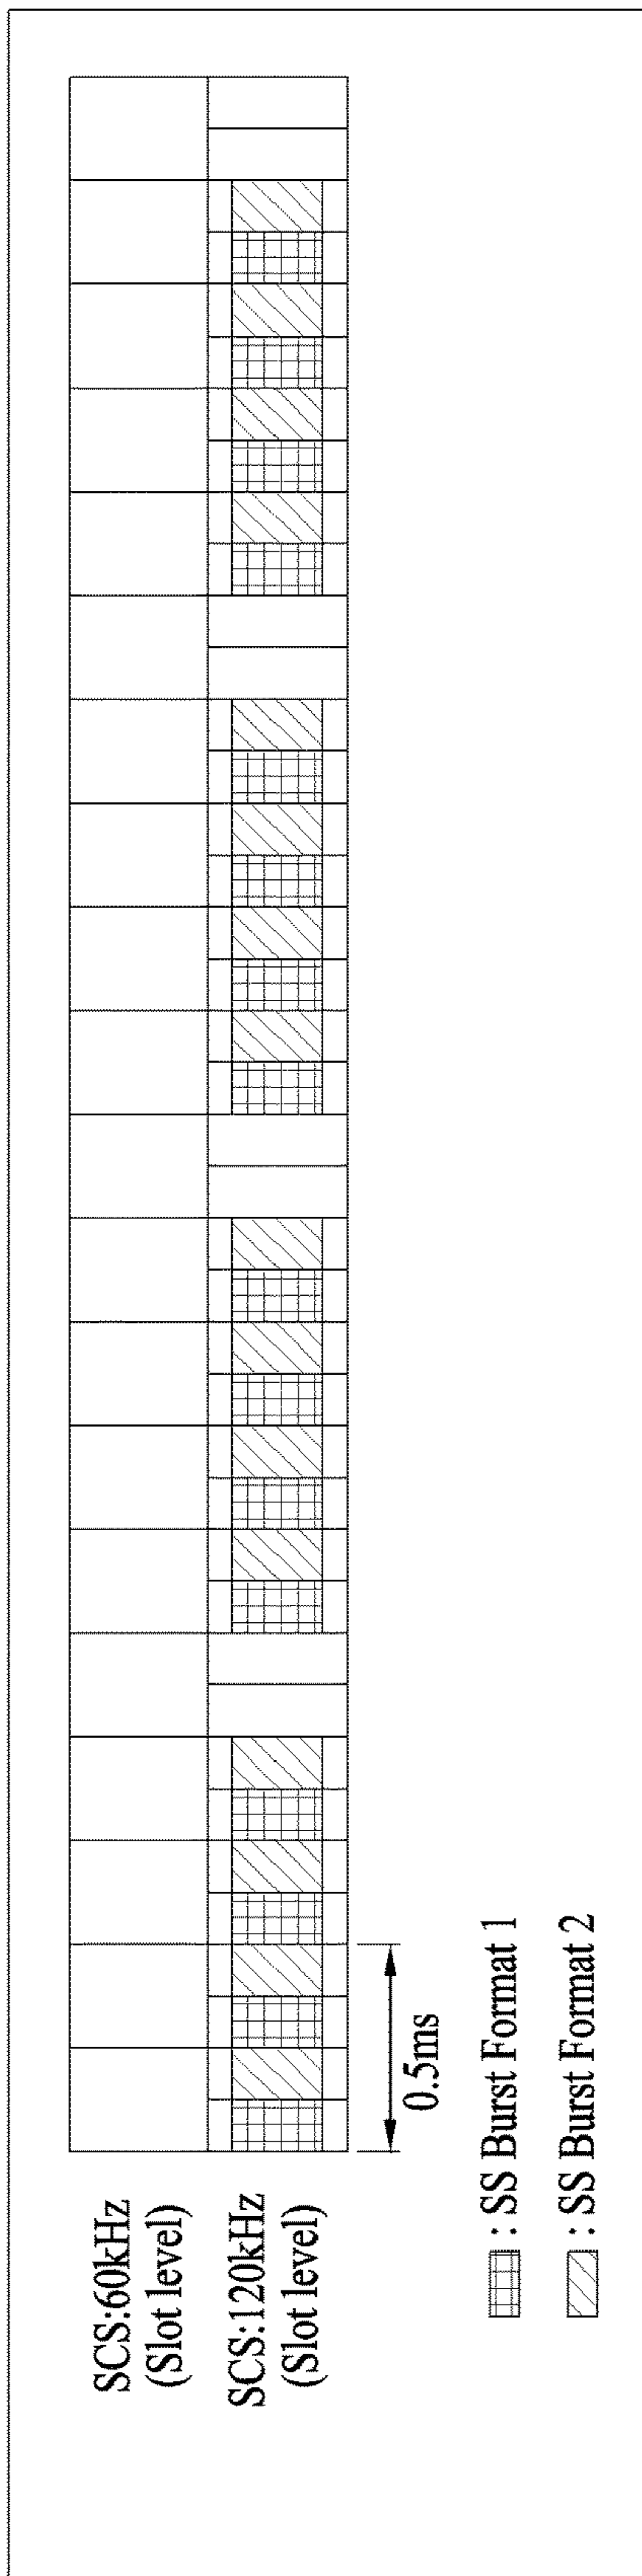 SCS:60kHz
(Slot level)
SCS:120kHz
(Slot level)
0.5ms
: SS Burst Format 1
: SS Burst Format 2